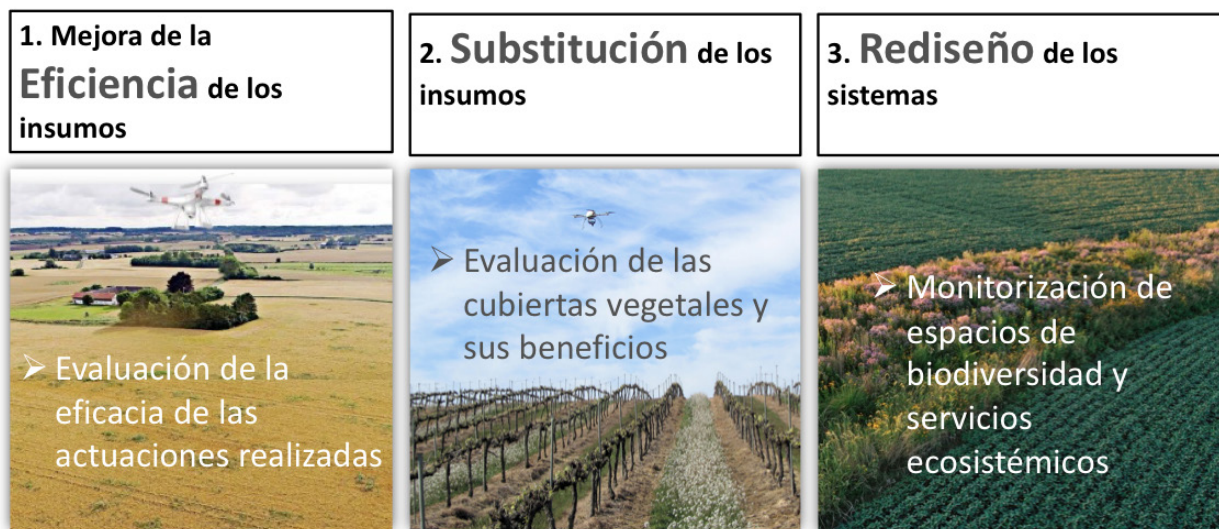 1. Mejora de la
Eficiencia de los
insumos
2. Substitución de los
insumos
3. Rediseño de los
sistemas
➢ Evaluación de la
eficacia de las
actuaciones realizadas
➢ Evaluación de las
cubiertas vegetales y
sus beneficios
➢ Monitorización de
espacios de
biodiversidad y
servicios
ecosistémicos